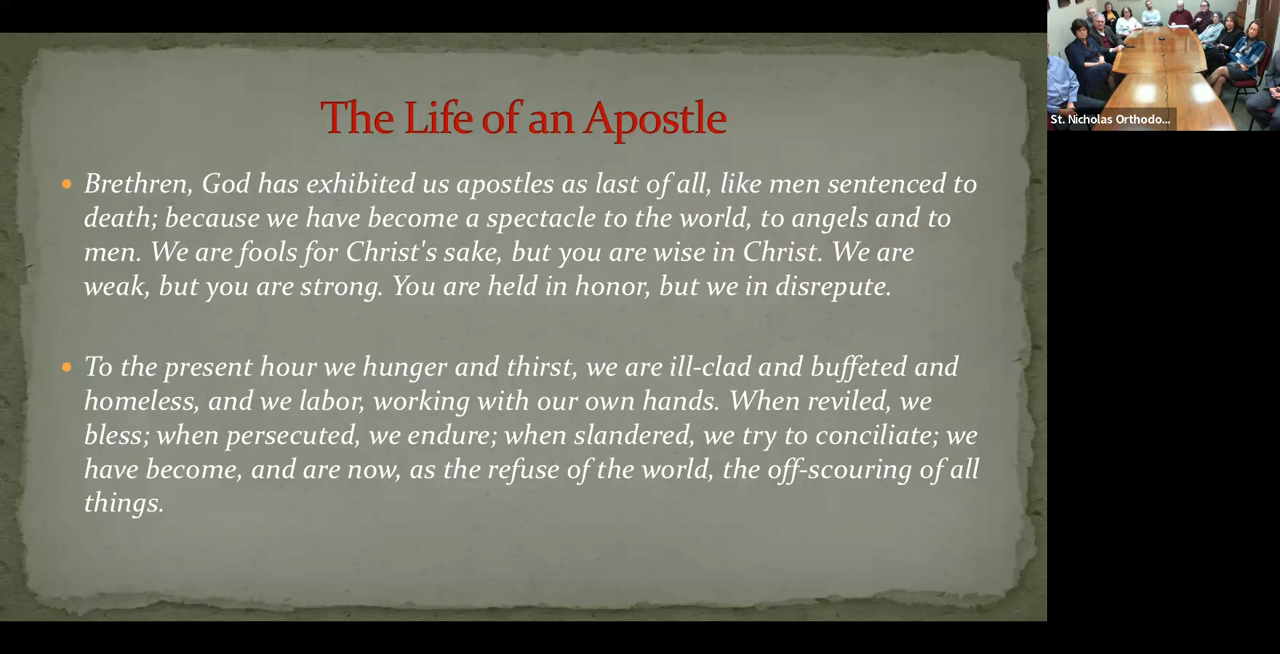 The Life of an Apostle
• Brethren, God has exhibited us apostles as last of all, like men sentenced to
death; because we have become a spectacle to the world, to angels and to
men. We are fools for Christ's sake, but you are wise in Christ. We are
weak, but you are strong. You are held in honor, but we in disrepute.
• To the present hour we hunger and thirst, we are ill-clad and buffeted and
homeless, and we labor, working with our own hands. When reviled, we
bless; when persecuted, we endure; when slandered, we try to conciliate; we
have become, and are now, as the refuse of the world, the off-scouring of all
things.
St. Nicholas Orthodo...